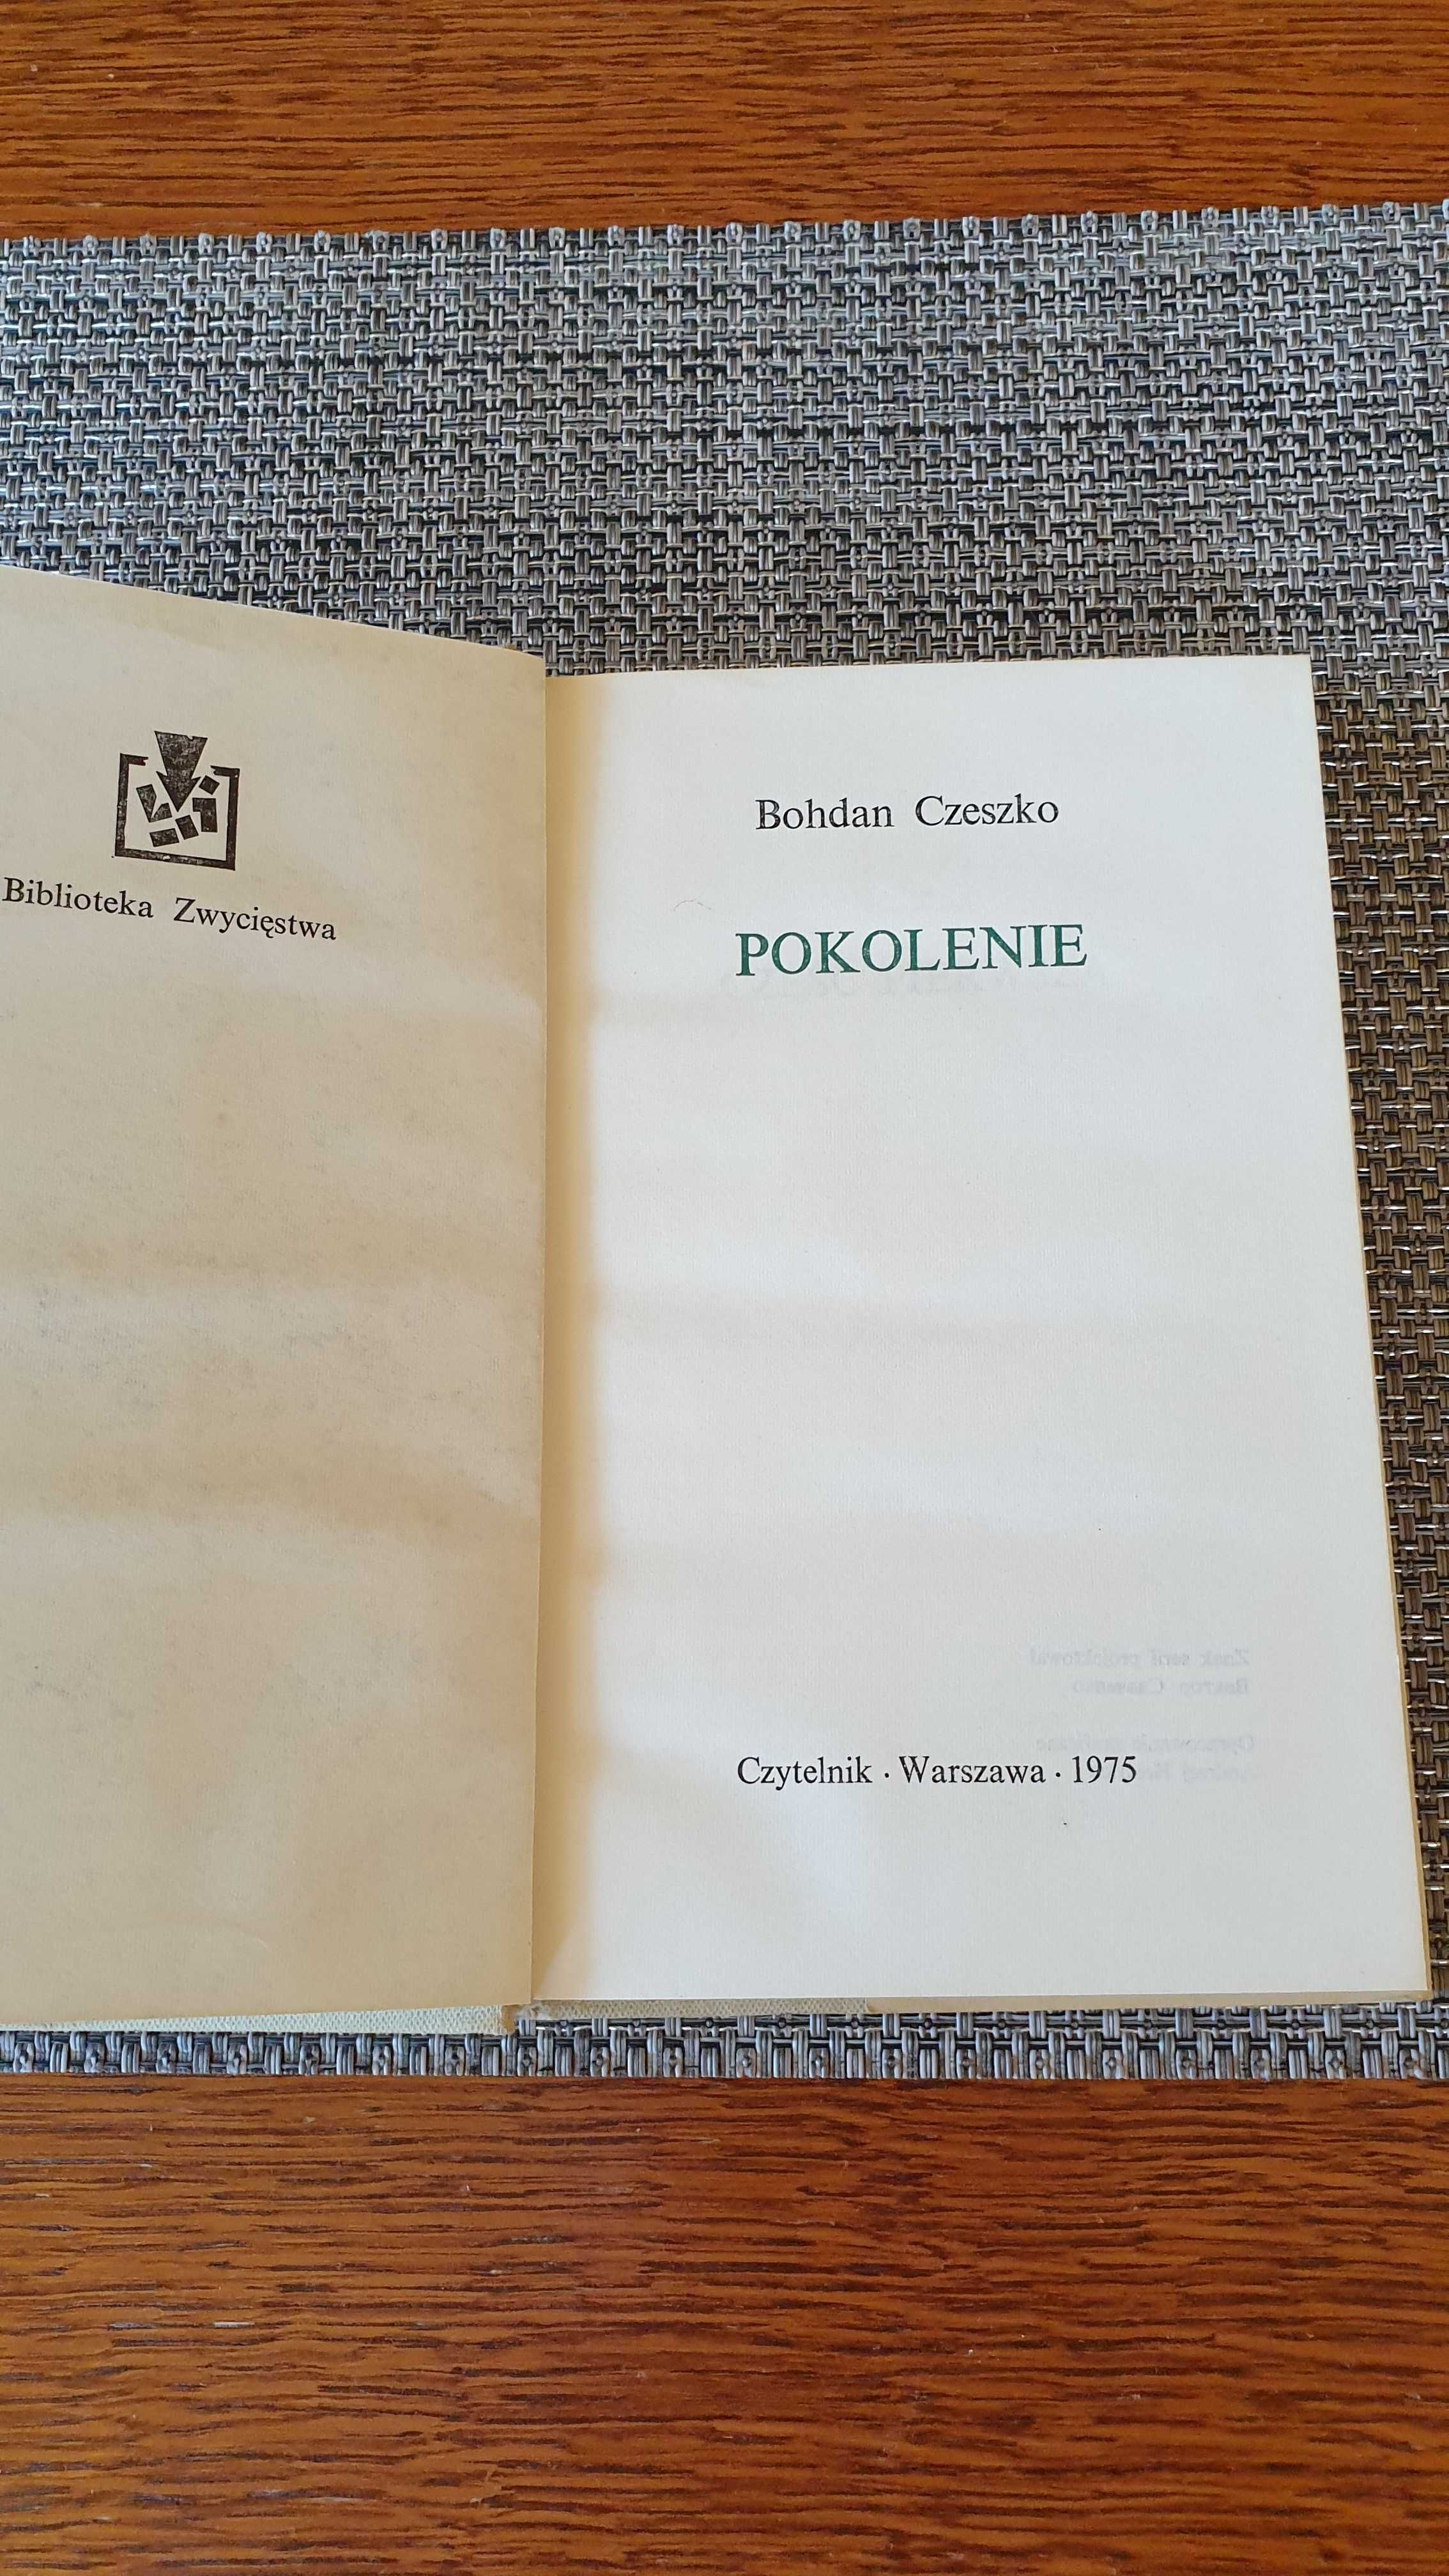 Biblioteka Zwycięstwa
Bohdan Czeszko
POKOLENIE
Czytelnik · Warszawa · 1975